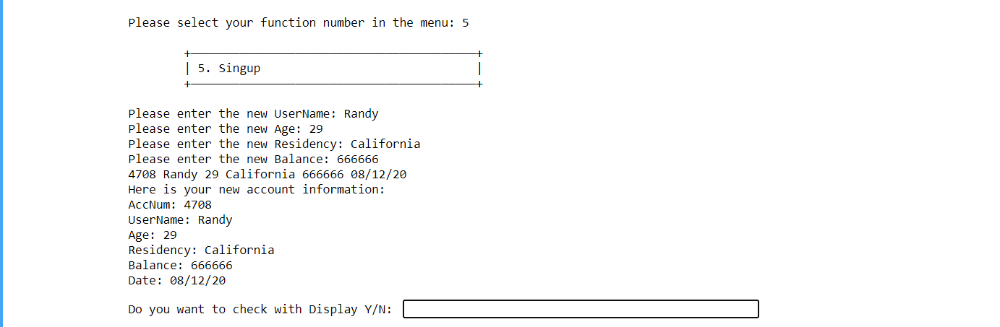 Please select your function number in the menu: 5
+—————————————————————————————————————————+
| 5. Singup                               |
+—————————————————————————————————————————+
Please enter the new UserName: Randy
Please enter the new Age: 29
Please enter the new Residency: California
Please enter the new Balance: 666666
4708 Randy 29 California 666666 08/12/20
Here is your new account information:
AccNum: 4708
UserName: Randy
Age: 29
Residency: California
Balance: 666666
Date: 08/12/20
Do you want to check with Display Y/N: